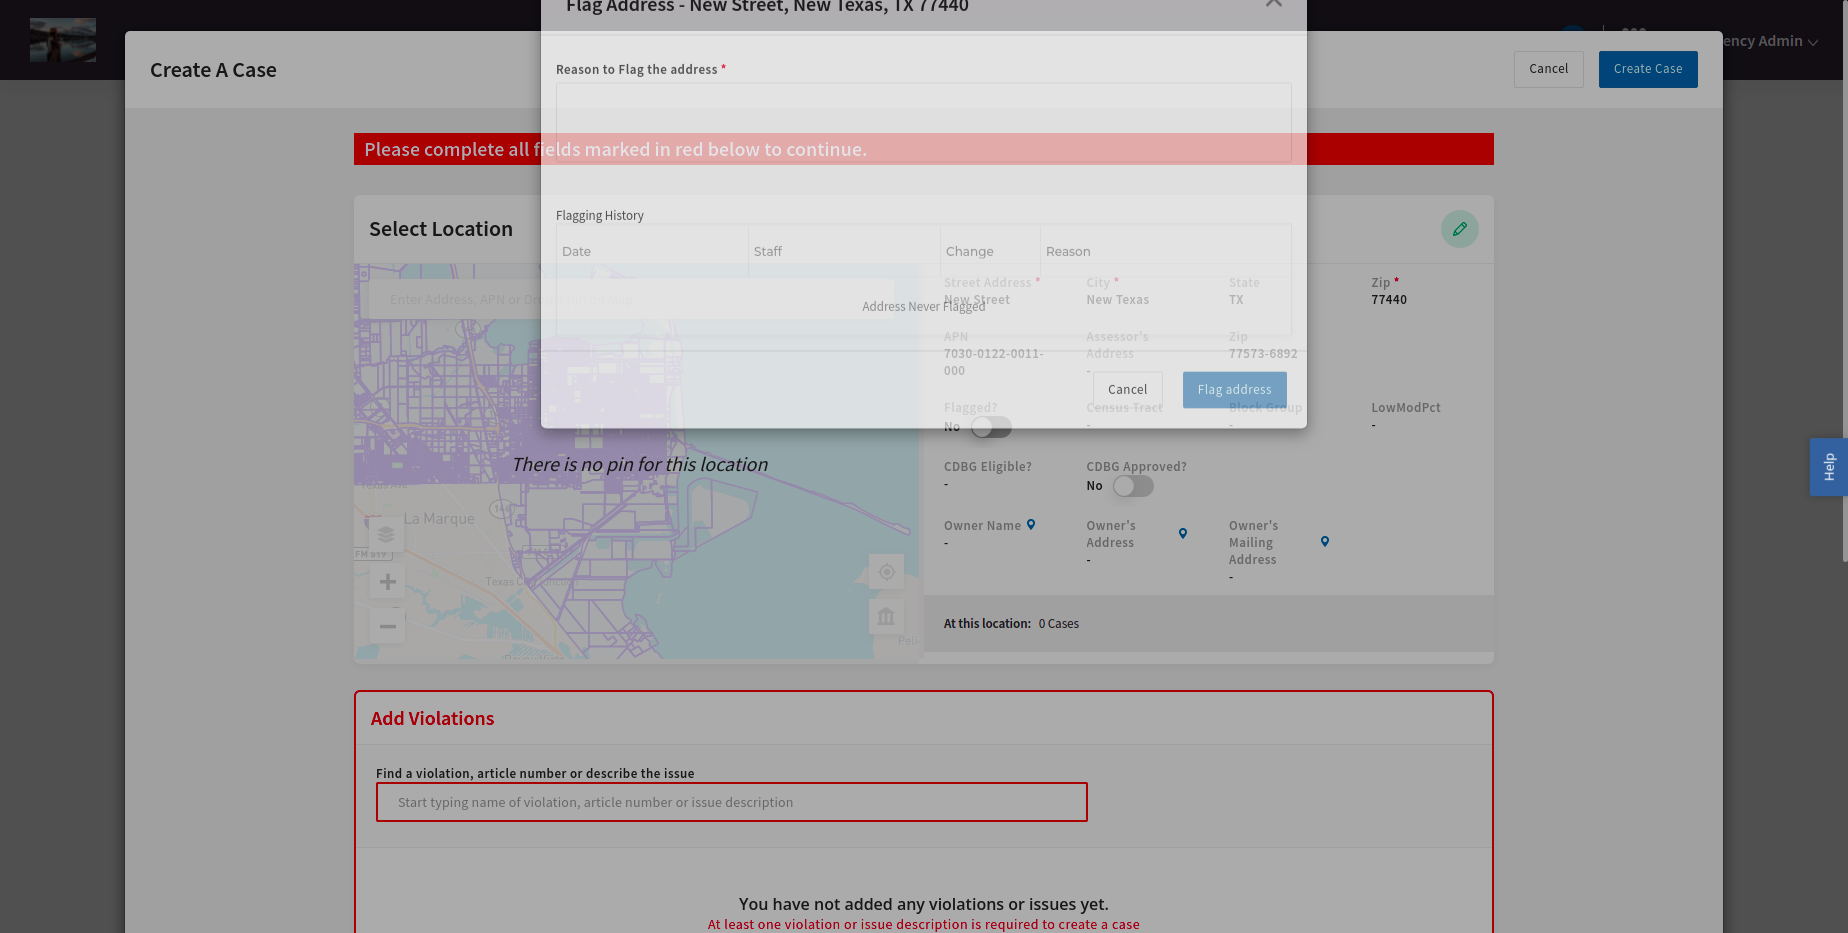 Flag Address - New Street, New Texas, TX 77440
ency Admin
Create A Case
Cancel
Create Case
Reason to Flag the address *
Please complete all fields marked in red below to continue.
Flagging History
Select Location
Date
Staff
Change
Reason
Enter Address, APN or
Street Address *
New Street
City *
New Texas
State
TX
Zip *
77440
Address Never Flagged
APN
7030-0122-0011-
000
Assessor's
Address
-
Zip
77573-6892
Cancel
Flag address
Flagged?
No
Census Tract
-
Block Group
-
LowModPct
-
There is no pin for this location
CDBG Eligible?
-
CDBG Approved?
No
Help
La Marque
FM 519
Owner Name
-
Owner's
Address
-
Owner's
Mailing
Address
-
At this location: 0 Cases
Add Violations
Find a violation, article number or describe the issue
Start typing name of violation, article number or issue description
You have not added any violations or issues yet.
At least one violation or issue description is required to create a case